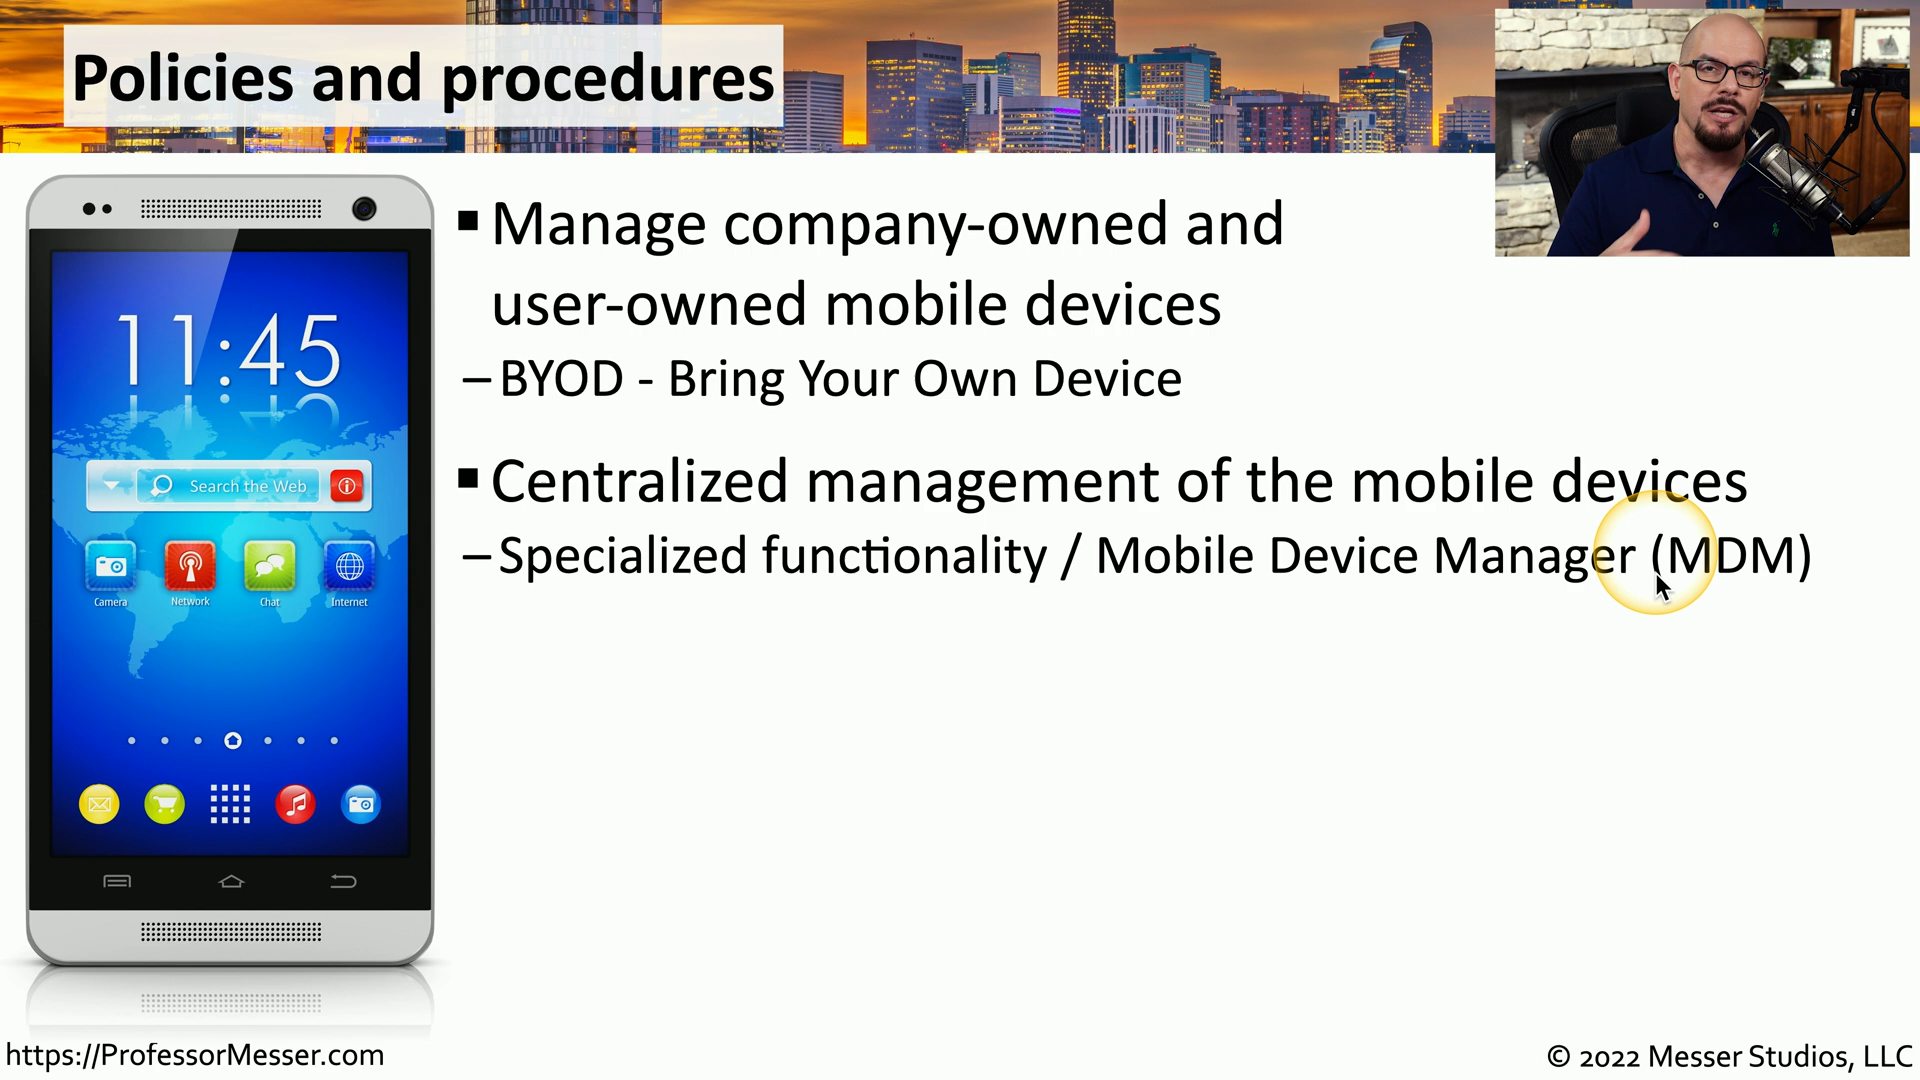 Policies and procedures
▪ Manage company-owned and
user-owned mobile devices
– BYOD - Bring Your Own Device
▪ Centralized management of the mobile devices
– Specialized functionality / Mobile Device Manager (MDM)
11:45
Search the Web
Camera Network Chat Internet
https://ProfessorMesser.com
© 2022 Messer Studios, LLC